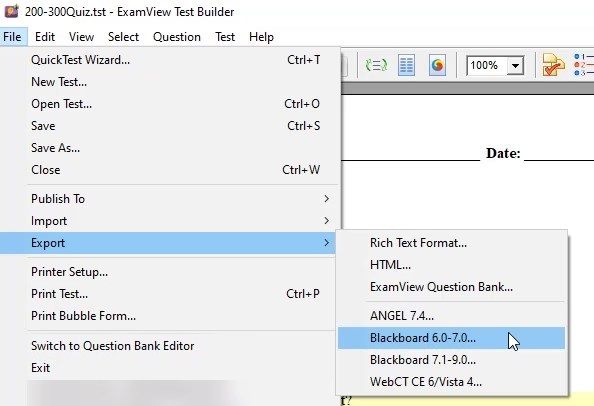 200-300Quiz.tst - ExamView Test Builder
File Edit View Select Question Test Help
QuickTest Wizard... Ctrl+T
New Test...
Open Test... Ctrl+O
100%
Save Ctrl+S
Save As...
Date:
Close Ctrl+W
Publish To
Import
Export
Rich Text Format...
HTML...
ExamView Question Bank...
ANGEL 7.4...
Blackboard 6.0-7.0...
Blackboard 7.1-9.0...
WebCT CE 6/Vista 4...
Printer Setup...
Print Test... Ctrl+P
Print Bubble Form...
Switch to Question Bank Editor
Exit